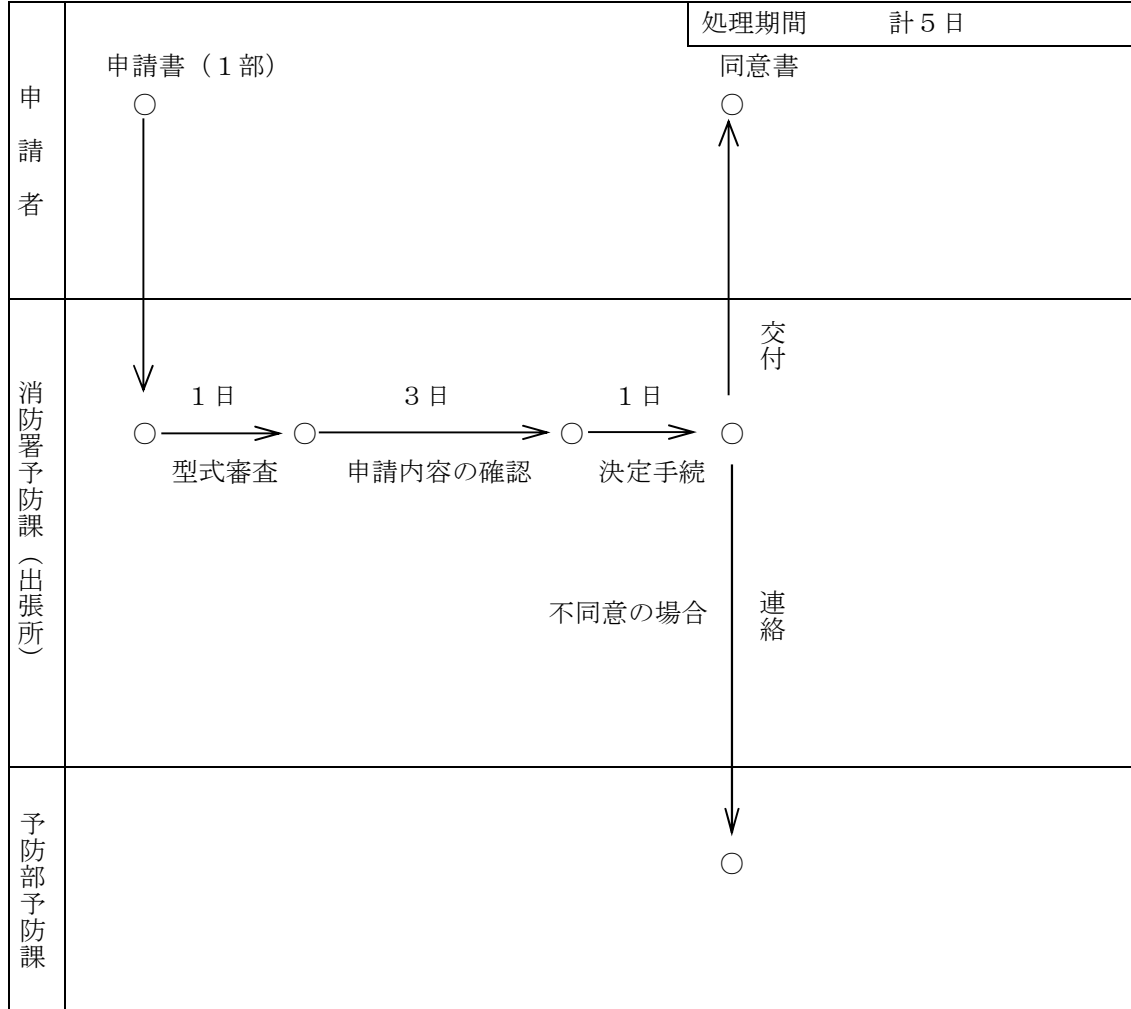 処理期間　計５日
申請者
申請書（１部）
同意書
消防署予防課（出張所）
交付
１日
３日
１日
型式審査
申請内容の確認
決定手続
不同意の場合
連絡
予防部予防課